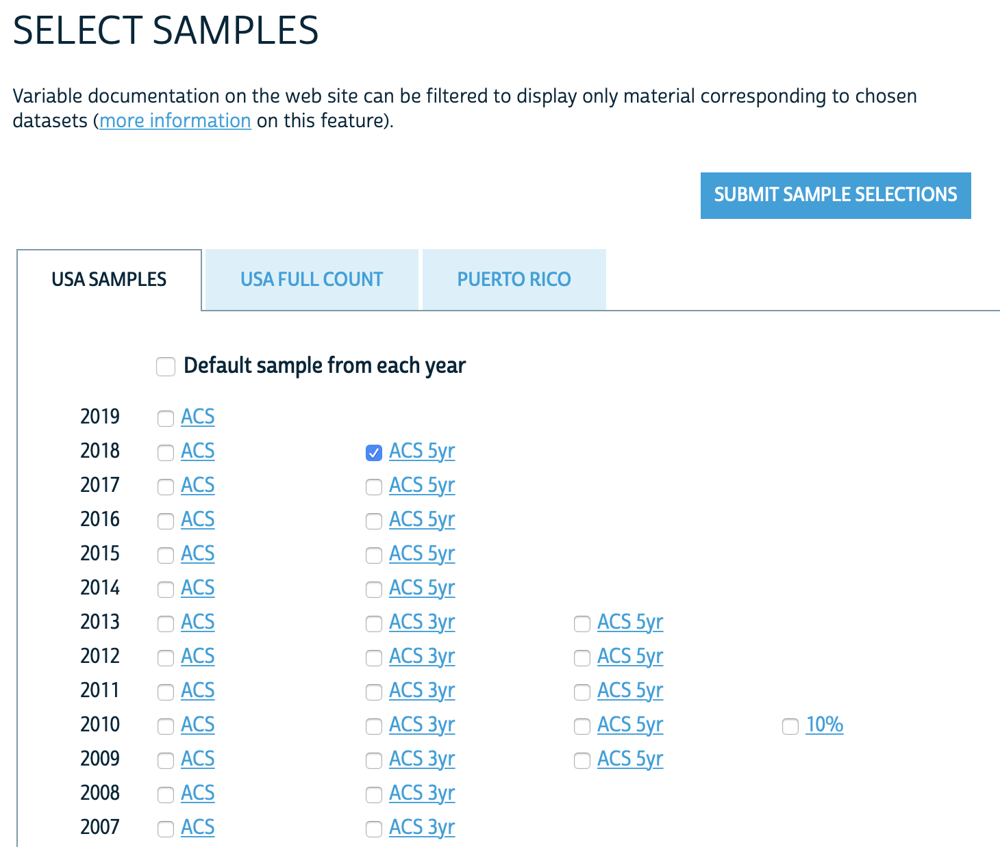 SELECT SAMPLES
Variable documentation on the web site can be filtered to display only material corresponding to chosen
datasets (more information on this feature).
SUBMIT SAMPLE SELECTIONS
USA SAMPLES USA FULL COUNT PUERTO RICO
Default sample from each year
2019 ACS
2018 ACS ACS 5yr
2017 ACS ACS 5yr
2016 ACS ACS 5yr
2015 ACS ACS 5yr
2014 ACS ACS 5yr
2013 ACS ACS 3yr ACS 5yr
2012 ACS ACS 3yr ACS 5yr
2011 ACS ACS 3yr ACS 5yr
2010 ACS ACS 3yr ACS 5yr 10%
2009 ACS ACS 3yr ACS 5yr
2008 ACS ACS 3yr
2007 ACS ACS 3yr